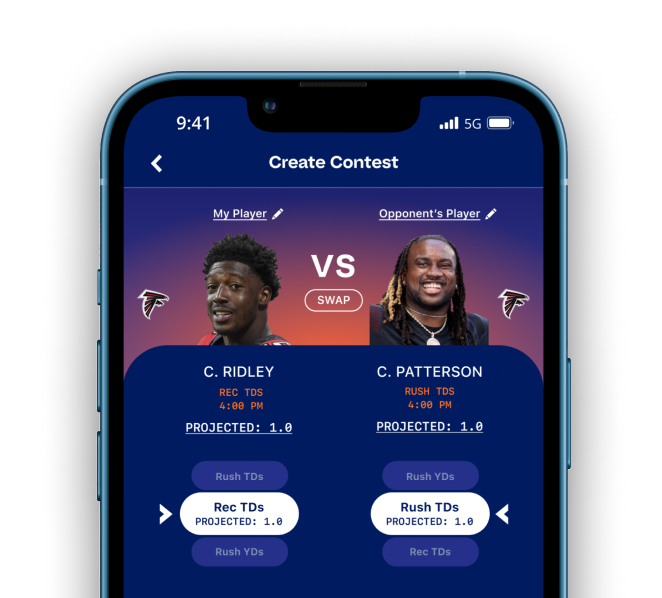 9:41
5G
Create Contest
My Player
Opponent's Player
VS
SWAP
C. RIDLEY
REC TDS
4:00 PM
PROJECTED: 1.0
C. PATTERSON
RUSH TDS
4:00 PM
PROJECTED: 1.0
Rush TDs
Rec TDs
PROJECTED: 1.0
Rush YDs
Rush YDs
Rush TDs
PROJECTED: 1.0
Rec TDs